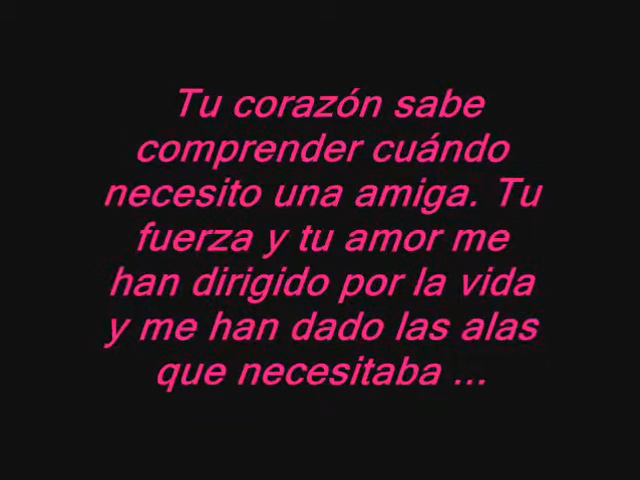 Tu corazón sabe
comprender cuándo
necesito una amiga. Tu
fuerza y tu amor me
han dirigido por la vida
y me han dado las alas
que necesitaba ...